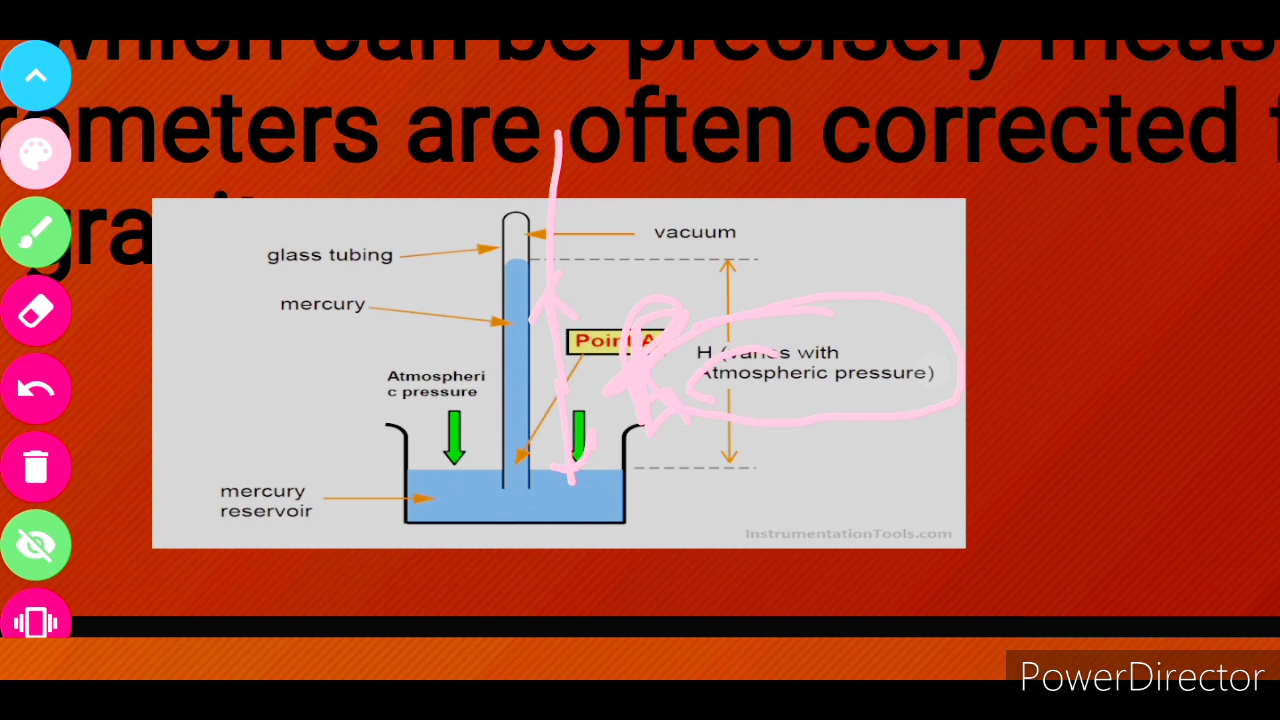 which can be precisely meas
rometers are often corrected
gra
vacuum
glass tubing
mercury
Point A
H (varies with
Atmospheric pressure)
Atmospheri
c pressure
mercury
reservoir
InstrumentationTools.com
PowerDirector